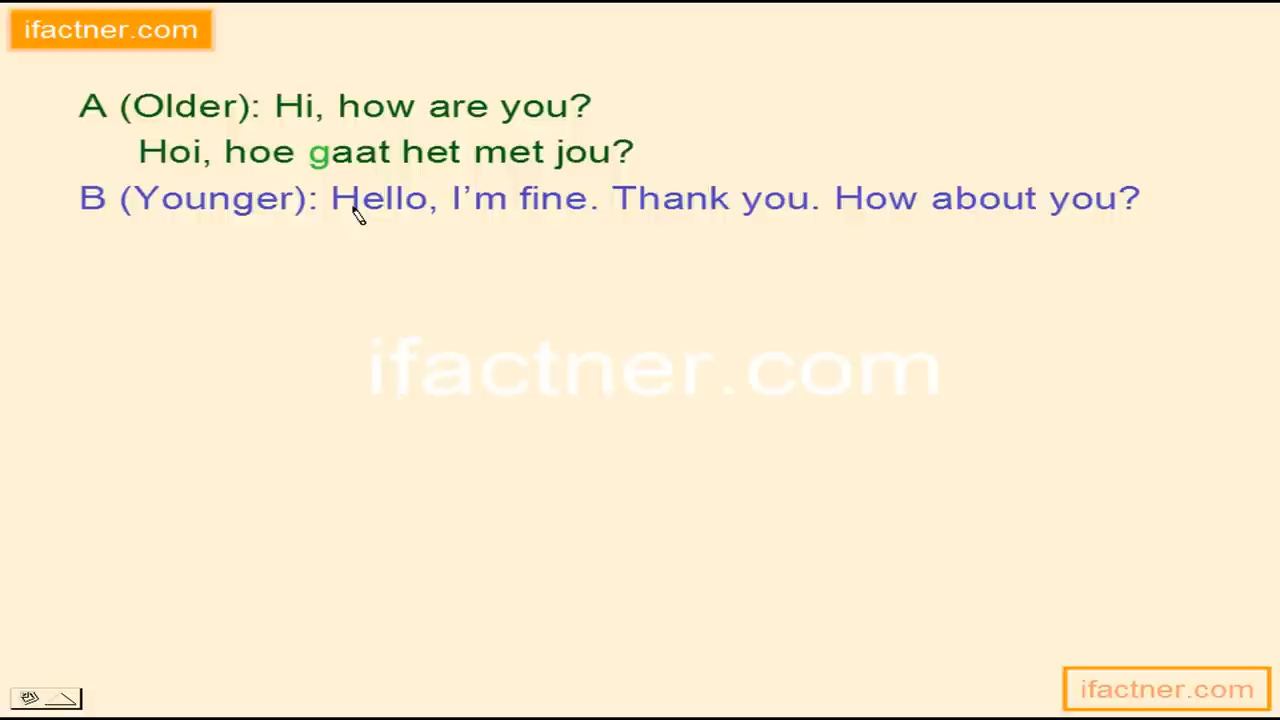 ifactner.com
A (Older): Hi, how are you?
Hoi, hoe gaat het met jou?
B (Younger): Hello, I’m fine. Thank you. How about you?
ifactner.com
ifactner.com